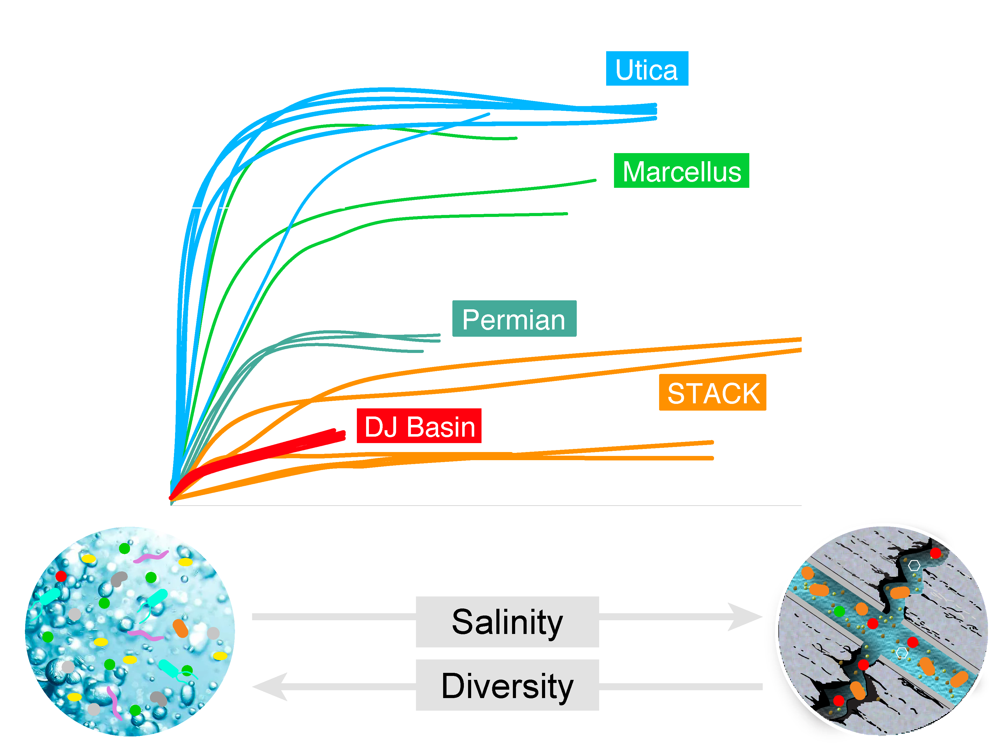 Utica
Marcellus
Permian
STACK
DJ Basin
Salinity
Diversity